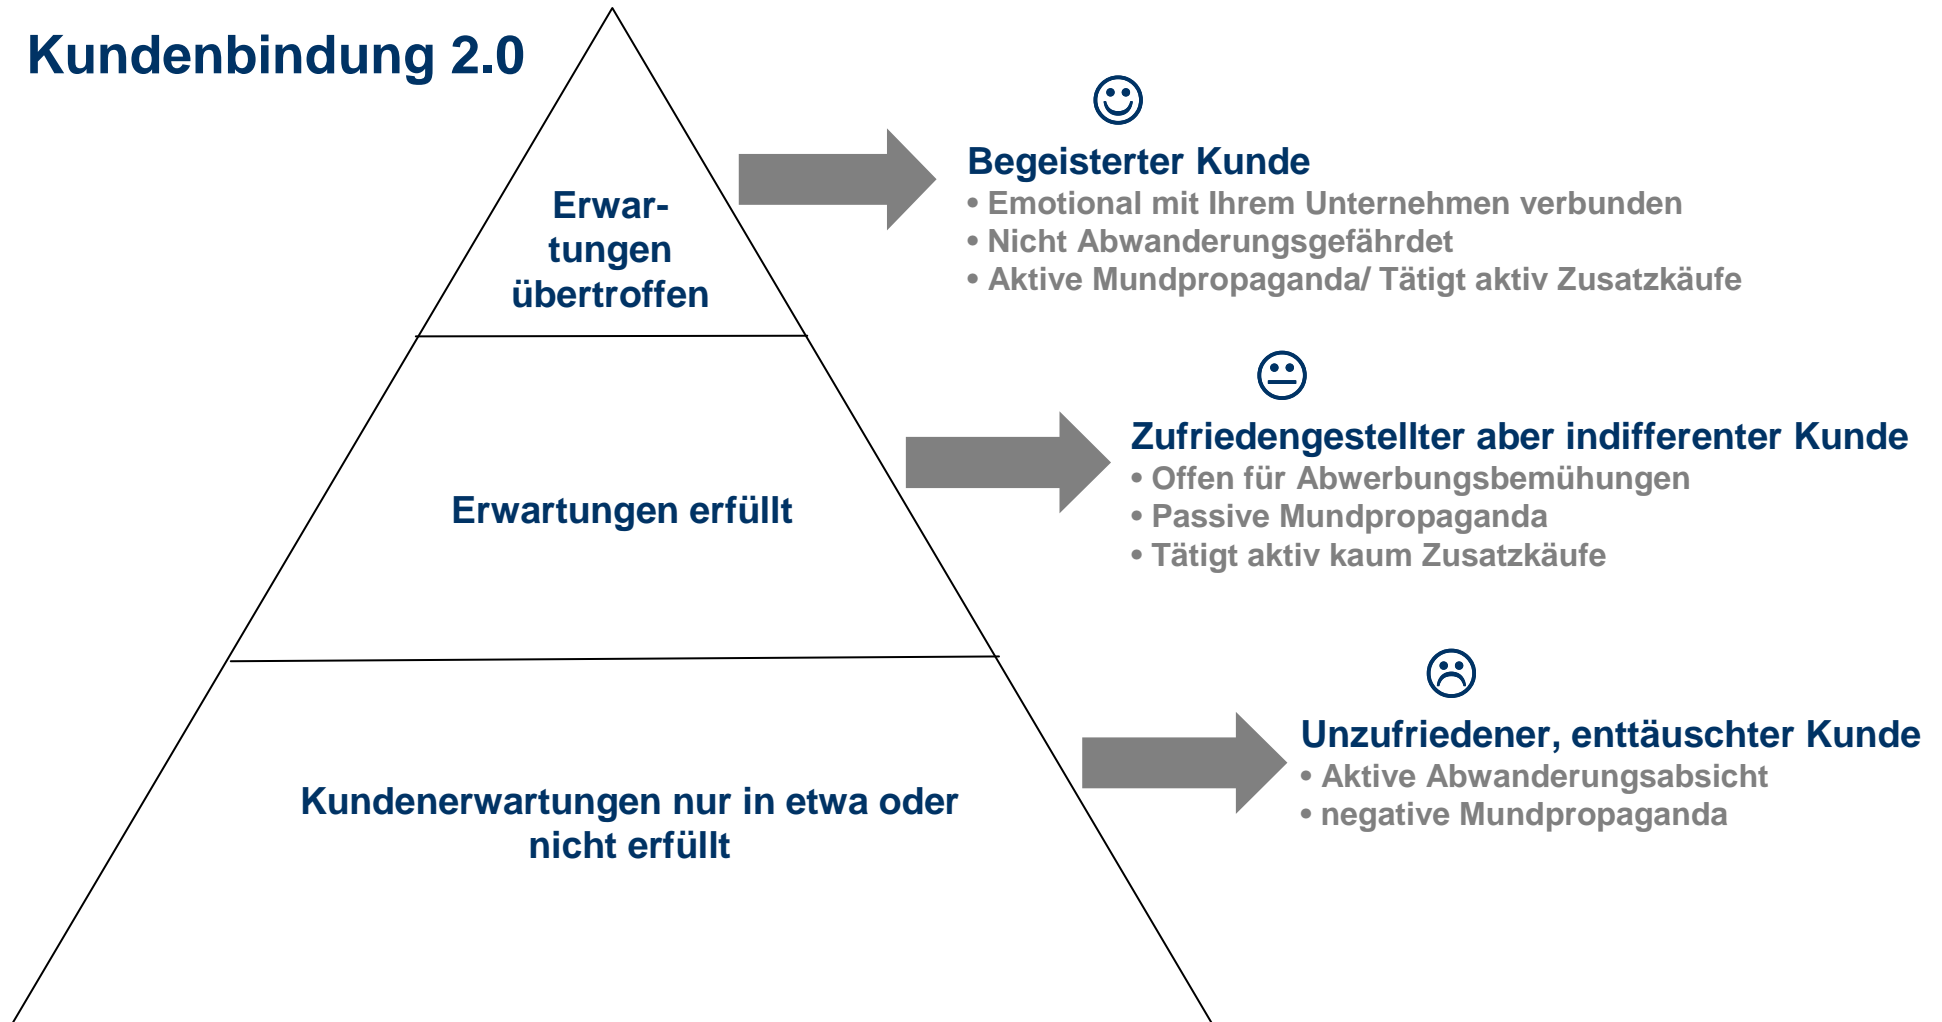 Kundenbindung 2.0
Erwar-
tungen
übertroffen
Begeisterter Kunde
• Emotional mit Ihrem Unternehmen verbunden
• Nicht Abwanderungsgefährdet
• Aktive Mundpropaganda/ Tätigt aktiv Zusatzkäufe
Erwartungen erfüllt
Zufriedengestellter aber indifferenter Kunde
• Offen für Abwerbungsbemühungen
• Passive Mundpropaganda
• Tätigt aktiv kaum Zusatzkäufe
Kundenerwartungen nur in etwa oder
nicht erfüllt
Unzufriedener, enttäuschter Kunde
• Aktive Abwanderungsabsicht
• negative Mundpropaganda